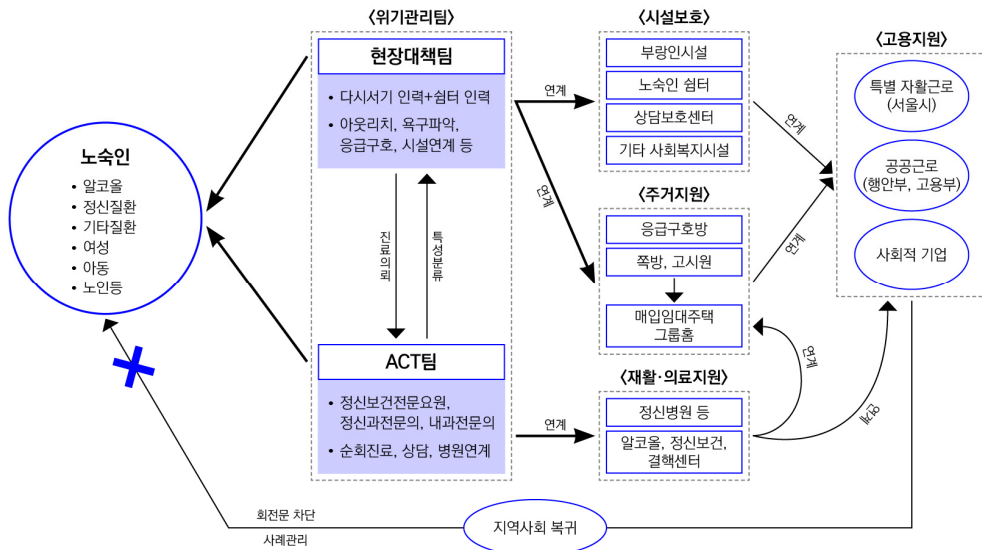 노숙인
• 알코올
• 정신질환
• 기타질환
• 여성
• 아동
• 노인등
〈위기관리팀〉
현장대책팀
• 다시서기 인력+쉼터 인력
• 아웃리치, 욕구파악,
응급구호, 시설연계 등
진료의뢰
특성분류
ACT팀
• 정신보건전문요원,
정신과전문의, 내과전문의
• 순회진료, 상담, 병원연계
연계
연계
연계
〈시설보호〉
부랑인시설
노숙인 쉼터
상담보호센터
기타 사회복지시설
〈주거지원〉
응급구호방
쪽방, 고시원
매입임대주택
그룹홈
〈재활·의료지원〉
정신병원 등
알코올, 정신보건,
결핵센터
연계
연계
연계
연계
〈고용지원〉
특별 자활근로
(서울시)
공공근로
(행안부, 고용부)
사회적 기업
지역사회 복귀
회전문 차단
사례관리